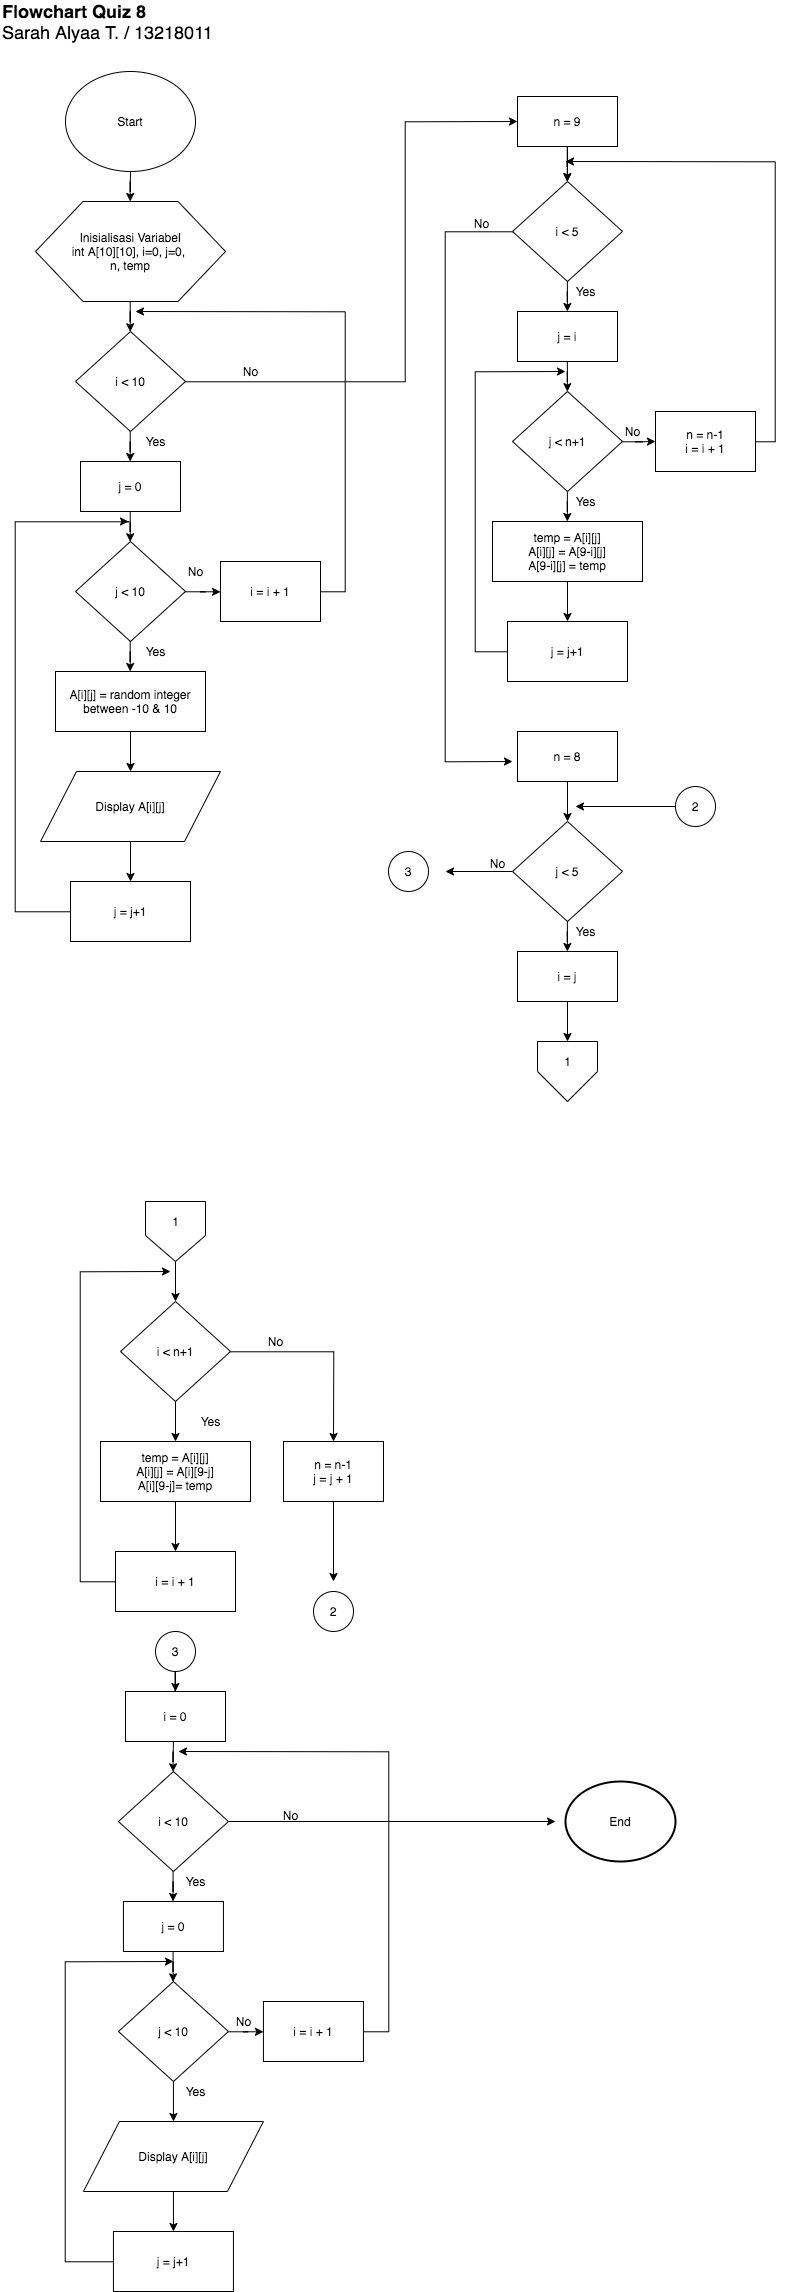 Flowchart Quiz 8
Sarah Alyaa T. / 13218011
Start
Inisialisasi Variabel
int A[10][10], i=0, j=0,
n, temp
i < 10
No
Yes
j = 0
j < 10
No
i = i + 1
Yes
A[i][j] = random integer
between -10 & 10
Display A[i][j]
j = j+1
n = 9
i < 5
No
Yes
j = i
j < n+1
No
n = n-1
i = i + 1
Yes
temp = A[i][j]
A[i][j] = A[9-i][j]
A[9-i][j] = temp
j = j+1
n = 8
2
j < 5
No
3
Yes
i = j
1
1
i < n+1
No
Yes
temp = A[i][j]
A[i][j] = A[i][9-j]
A[i][9-j]= temp
n = n-1
j = j + 1
i = i + 1
2
3
i = 0
i < 10
No
End
Yes
j = 0
j < 10
No
i = i + 1
Yes
Display A[i][j]
j = j+1